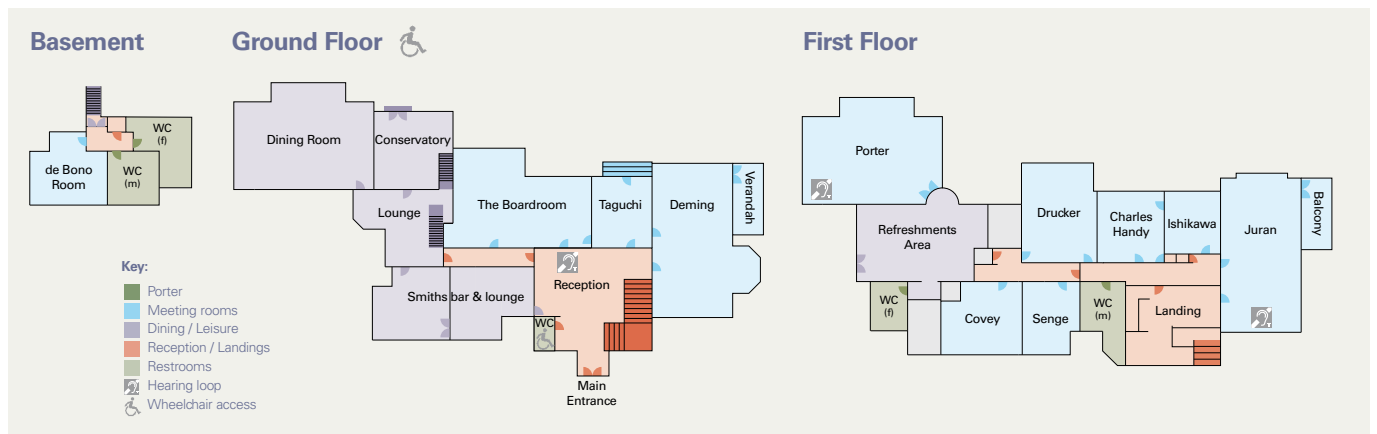 Basement
Ground Floor
First Floor
WC
(f)
de Bono
Room
WC
(m)
Dining Room
Conservatory
Lounge
The Boardroom
Taguchi
Deming
Verandah
Smiths bar & lounge
Reception
WC
Main
Entrance
Porter
Refreshments
Area
Drucker
Charles
Handy
Ishikawa
Juran
Balcony
WC
(f)
Covey
Senge
WC
(m)
Landing
Key:
Porter
Meeting rooms
Dining / Leisure
Reception / Landings
Restrooms
Hearing loop
Wheelchair access